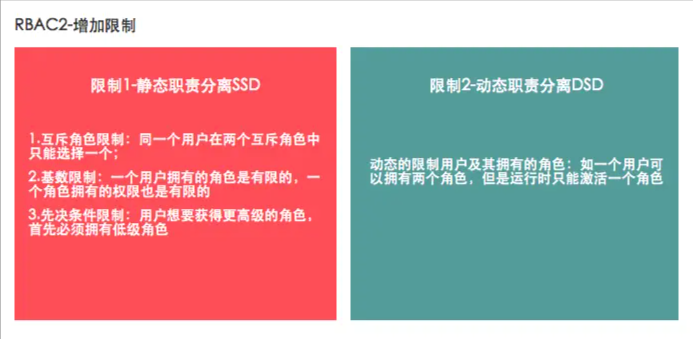 RBAC2-增加限制
限制1-静态职责分离SSD
1.互斥角色限制：同一个用户在两个互斥角色中
只能选择一个；
2.基数限制：一个用户拥有的角色是有限的，一
个角色拥有的权限也是有限的
3.先决条件限制：用户想要获得更高级的角色，
首先必须拥有低级角色
限制2-动态职责分离DSD
动态的限制用户及其拥有的角色：如一个用户可
以拥有两个角色，但是运行时只能激活一个角色